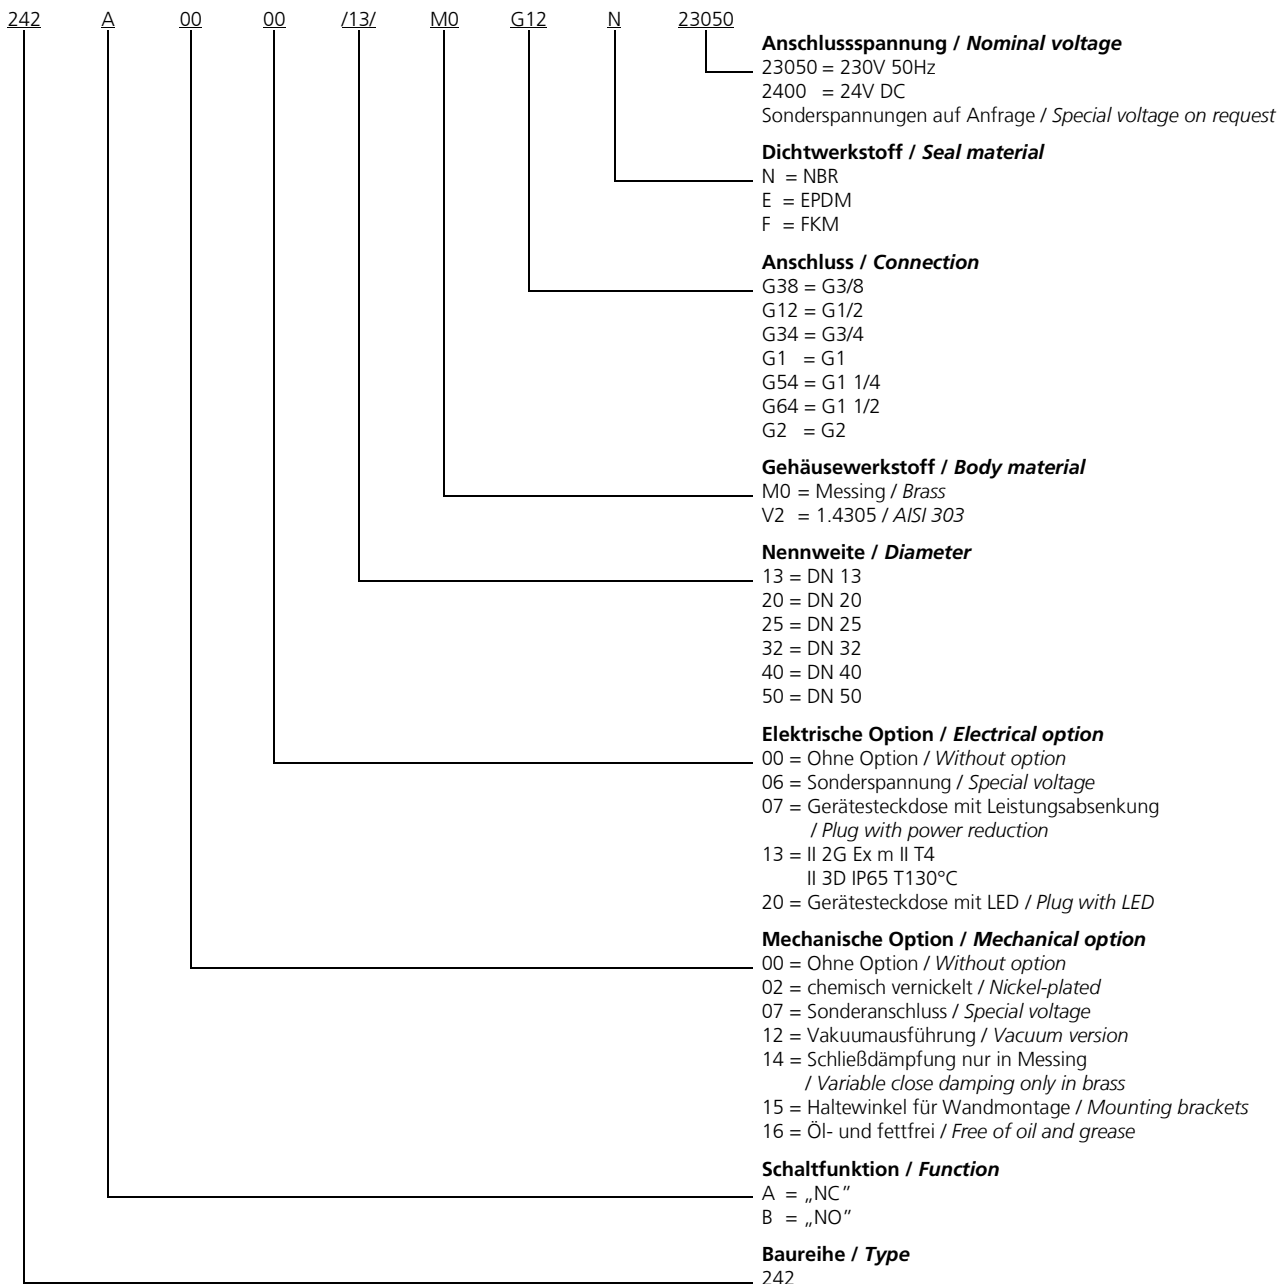 242 A 00 00 /13/ M0 G12 N 23050
Anschlussspannung / Nominal voltage
23050 = 230V 50Hz
2400 = 24V DC
Sonderspannungen auf Anfrage / Special voltage on request
Dichtwerkstoff / Seal material
N = NBR
E = EPDM
F = FKM
Anschluss / Connection
G38 = G3/8
G12 = G1/2
G34 = G3/4
G1 = G1
G54 = G1 1/4
G64 = G1 1/2
G2 = G2
Gehäusewerkstoff / Body material
M0 = Messing / Brass
V2 = 1.4305 / AISI 303
Nennweite / Diameter
13 = DN 13
20 = DN 20
25 = DN 25
32 = DN 32
40 = DN 40
50 = DN 50
Elektrische Option / Electrical option
00 = Ohne Option / Without option
06 = Sonderspannung / Special voltage
07 = Gerätesteckdose mit Leistungsabsenkung
/ Plug with power reduction
13 = II 2G Ex m II T4
II 3D IP65 T130°C
20 = Gerätesteckdose mit LED / Plug with LED
Mechanische Option / Mechanical option
00 = Ohne Option / Without option
02 = chemisch vernickelt / Nickel-plated
07 = Sonderanschluss / Special voltage
12 = Vakuumausführung / Vacuum version
14 = Schließdämpfung nur in Messing
/ Variable close damping only in brass
15 = Haltewinkel für Wandmontage / Mounting brackets
16 = Öl- und fettfrei / Free of oil and grease
Schaltfunktion / Function
A = „NC"
B = „NO"
Baureihe / Type
242